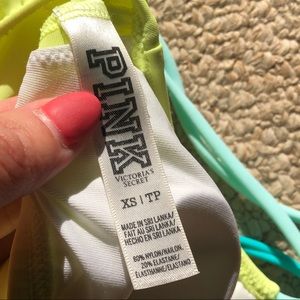 PINK
VICTORIA'S
SECRET
XS | TP
MADE IN SRI LANKA/
FAIT AU SRI LANKA/
HECHO EN SRI LANKA
80% NYLON/NAILON,
20% ELASTANE/
ELASTHANNE/ELASTANO